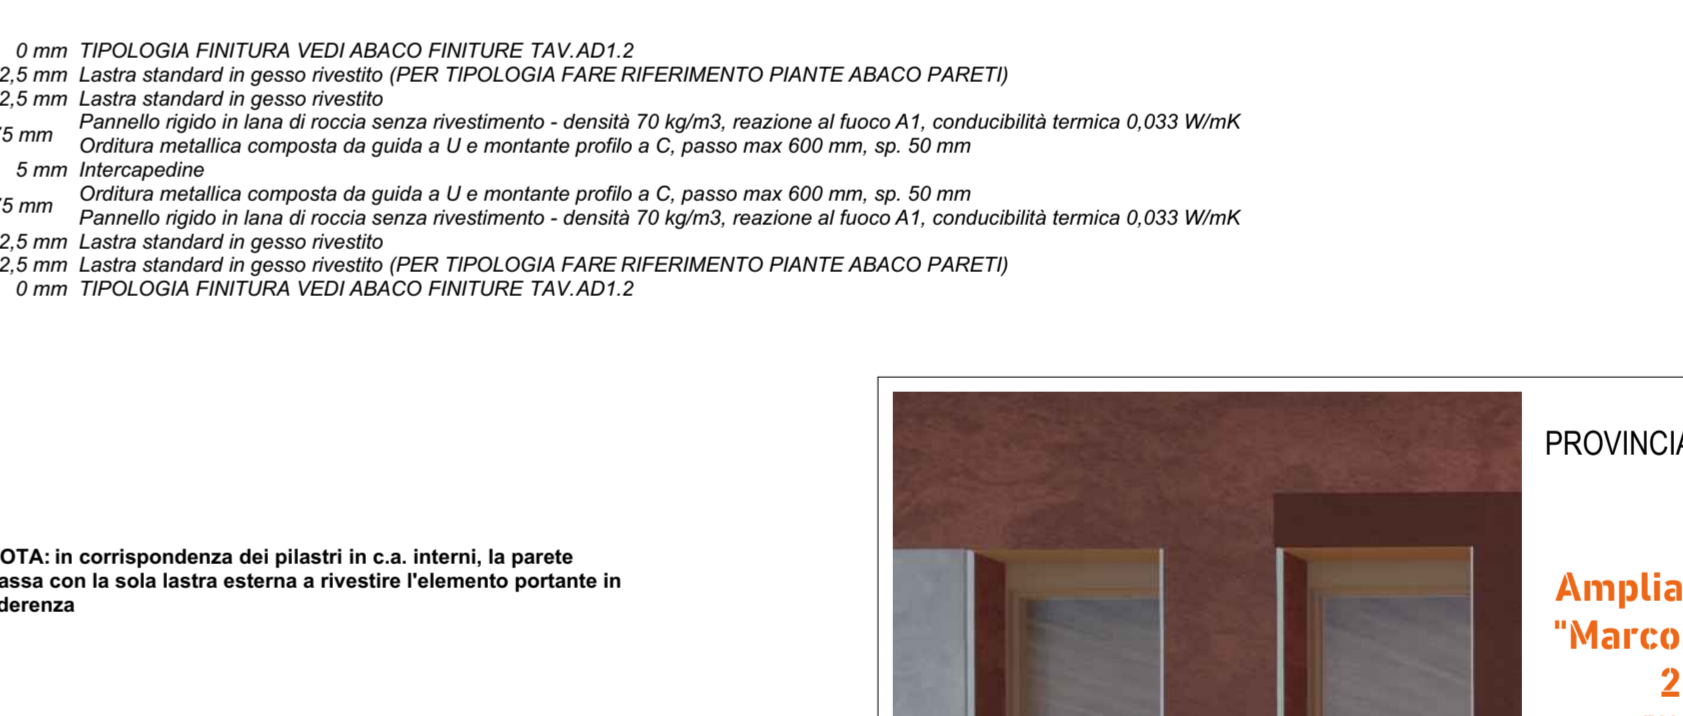 0 mm TIPOLOGIA FINITURA VEDI ABACO FINITURE TAV.AD1.2
2,5 mm Lastra standard in gesso rivestito (PER TIPOLOGIA FARE RIFERIMENTO PIANTE ABACO PARETI)
2,5 mm Lastra standard in gesso rivestito
5 mm Pannello rigido in lana di roccia senza rivestimento - densità 70 kg/m3, reazione al fuoco A1, conducibilità termica 0,033 W/mK
Orditura metallica composta da guida a U e montante profilo a C, passo max 600 mm, sp. 50 mm
5 mm Intercapedine
Orditura metallica composta da guida a U e montante profilo a C, passo max 600 mm, sp. 50 mm
5 mm Pannello rigido in lana di roccia senza rivestimento - densità 70 kg/m3, reazione al fuoco A1, conducibilità termica 0,033 W/mK
2,5 mm Lastra standard in gesso rivestito
2,5 mm Lastra standard in gesso rivestito (PER TIPOLOGIA FARE RIFERIMENTO PIANTE ABACO PARETI)
0 mm TIPOLOGIA FINITURA VEDI ABACO FINITURE TAV.AD1.2
OTA: in corrispondenza dei pilastri in c.a. interni, la parete
assa con la sola lastra esterna a rivestire l'elemento portante in
derenza
PROVINCIA
Amplia
"Marco
2